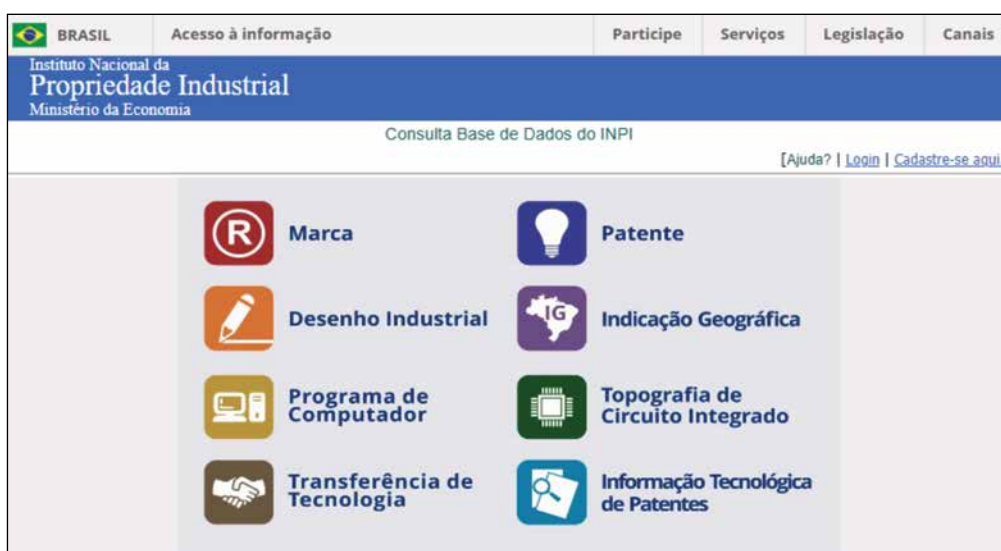 BRASIL Acesso à informação Participe Serviços Legislação Canais
Instituto Nacional da
Propriedade Industrial
Ministério da Economia
Consulta Base de Dados do INPI
[Ajuda? | Login | Cadastre-se aqui.
R Marca
Patente
Desenho Industrial
IG Indicação Geográfica
Programa de
Computador
Topografia de
Circuito Integrado
Transferência de
Tecnologia
Informação Tecnológica
de Patentes